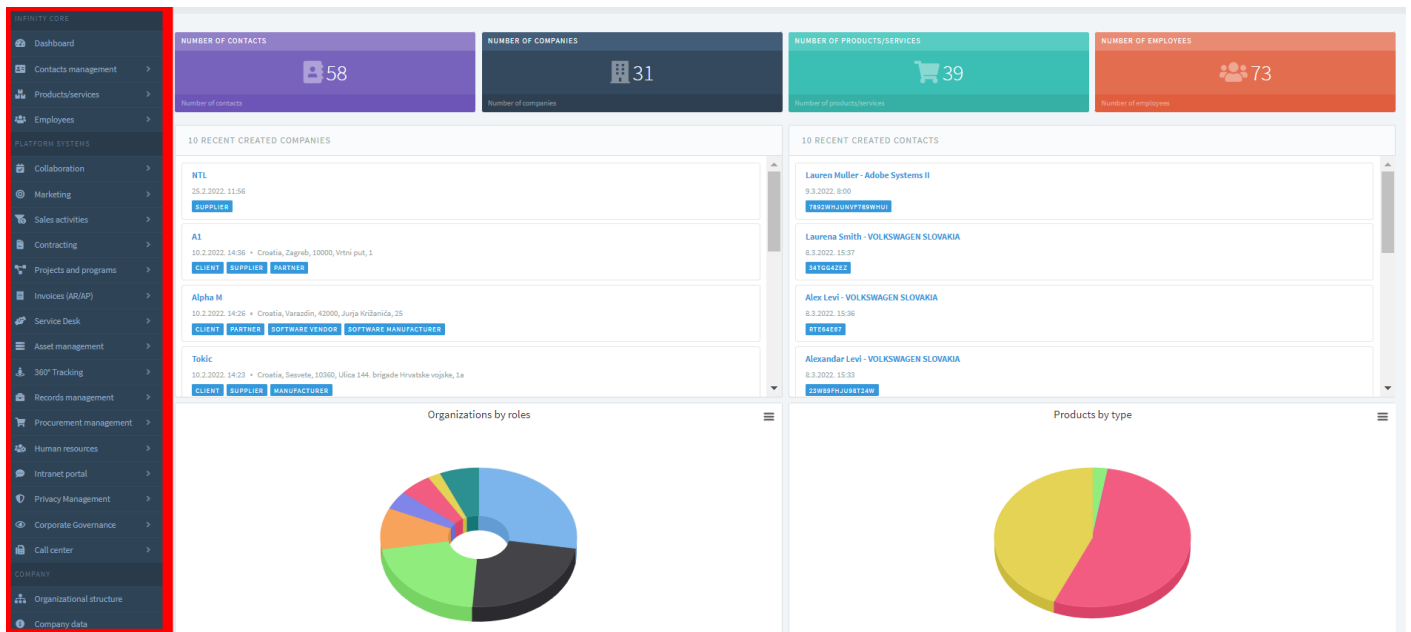 INFINITY CORE
Dashboard
Contacts management
Products/services
Employees
PLATFORM SYSTEMS
Collaboration
Marketing
Sales activities
Contracting
Projects and programs
Invoices (AR/AP)
Service Desk
Asset management
360° Tracking
Records management
Procurement management
Human resources
Intranet portal
Privacy Management
Corporate Governance
Call center
COMPANY
Organizational structure
Company data
NUMBER OF CONTACTS
58
Number of contacts
NUMBER OF COMPANIES
31
Number of companies
NUMBER OF PRODUCTS/SERVICES
39
Number of products/services
NUMBER OF EMPLOYEES
73
Number of employees
10 RECENT CREATED COMPANIES
NTL
25.2.2022. 11:56
SUPPLIER
A1
10.2.2022. 14:36 • Croatia, Zagreb, 10000, Vrtni put, 1
CLIENT SUPPLIER PARTNER
Alpha M
10.2.2022. 14:26 • Croatia, Varazdin, 42000, Jurja Križanića, 25
CLIENT PARTNER SOFTWARE VENDOR SOFTWARE MANUFACTURER
Tokic
10.2.2022. 14:23 • Croatia, Sesvete, 10360, Ulica 144. brigade Hrvatske vojske, 1a
CLIENT SUPPLIER MANUFACTURER
10 RECENT CREATED CONTACTS
Lauren Muller - Adobe Systems II
9.3.2022. 8:00
7892WHJUNVF789WHUI
Laurena Smith - VOLKSWAGEN SLOVAKIA
8.3.2022. 15:37
34TGG4ZEZ
Alex Levi - VOLKSWAGEN SLOVAKIA
8.3.2022. 15:36
RTE64E87
Alexandar Levi - VOLKSWAGEN SLOVAKIA
8.3.2022. 15:33
23W89FHJU98T24W
Organizations by roles
Products by type